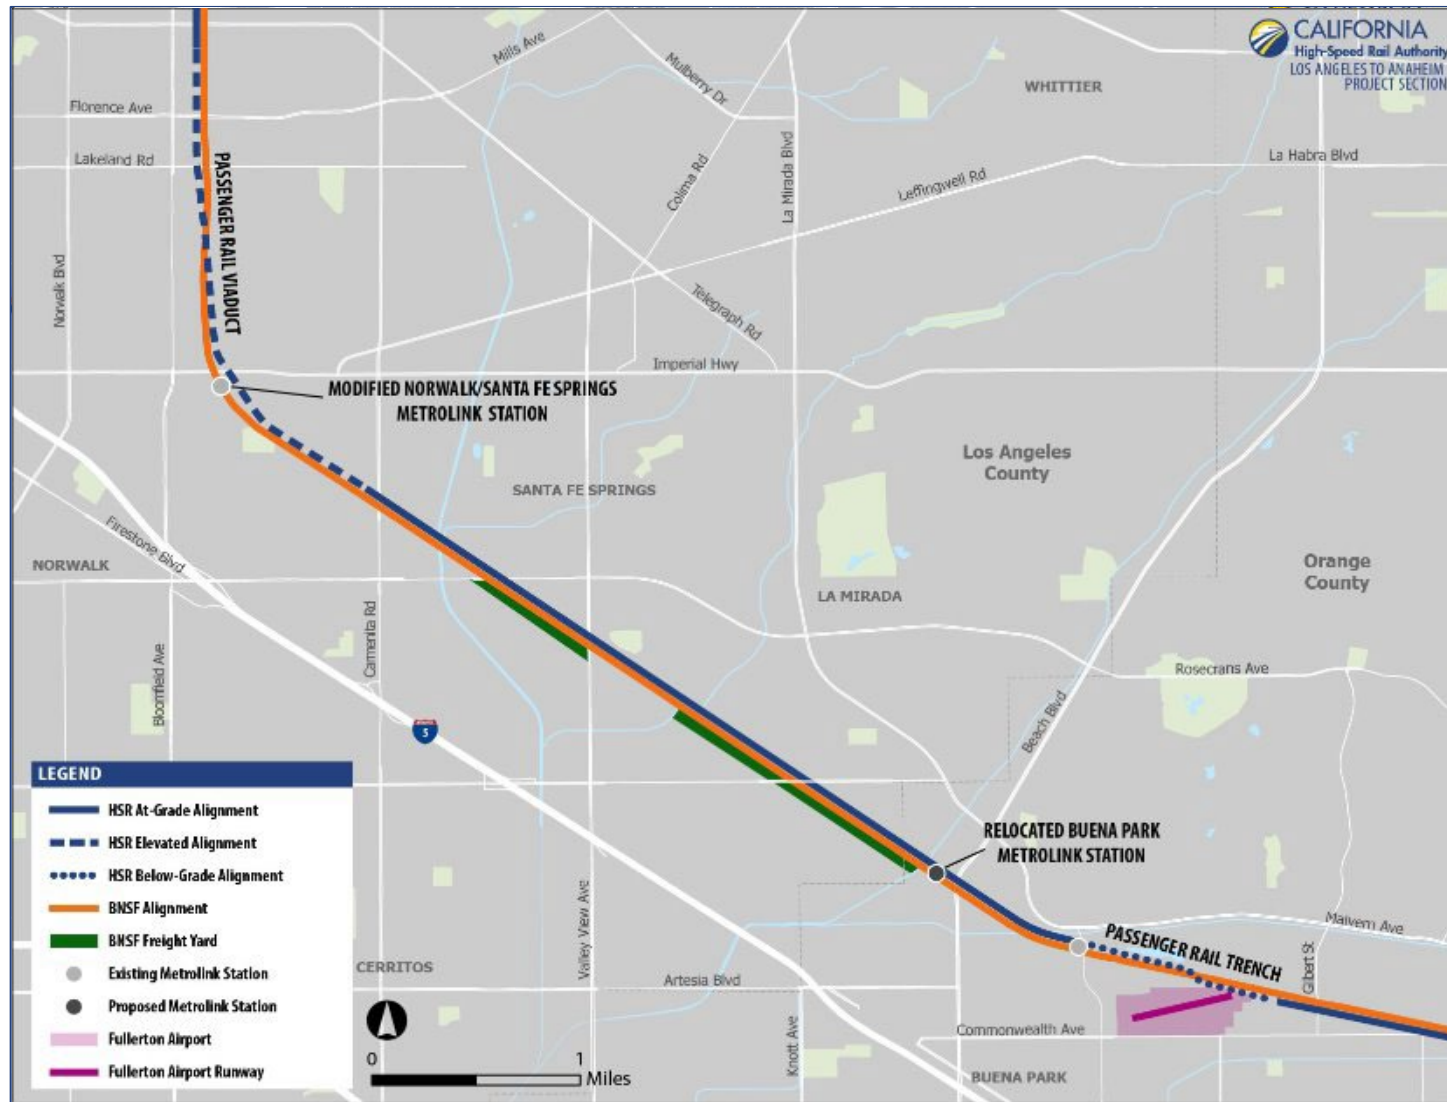 CALIFORNIA
High-Speed Rail Authority
LOS ANGELES TO ANAHEIM
PROJECT SECTION
Mills Ave
Mulberry Dr
WHITTIER
Florence Ave
Lakeland Rd
PASSENGER RAIL VIADUCT
Colima Rd
La Mirada Blvd
Leffingwell Rd
La Habra Blvd
Norwalk Blvd
Telegraph Rd
Imperial Hwy
MODIFIED NORWALK/SANTA FE SPRINGS
METROLINK STATION
Los Angeles
County
SANTA FE SPRINGS
Firestone Blvd
NORWALK
Orange
County
LA MIRADA
Carmenita Rd
Bloomfield Ave
Rosecrans Ave
Beach Blvd
5
LEGEND
HSR At-Grade Alignment
HSR Elevated Alignment
HSR Below-Grade Alignment
BNSF Alignment
BNSF Freight Yard
Existing Metrolink Station
Proposed Metrolink Station
Fullerton Airport
Fullerton Airport Runway
RELOCATED BUENA PARK
METROLINK STATION
Valley View Ave
Malvern Ave
PASSENGER RAIL TRENCH
Gilbert St
CERRITOS
Artesia Blvd
Knott Ave
Commonwealth Ave
0 1
Miles
BUENA PARK